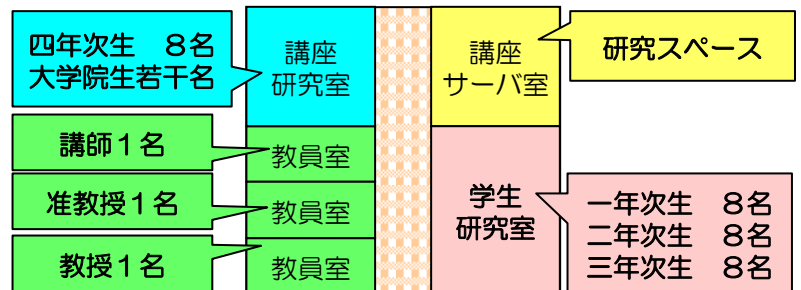 四年次生　８名
大学院生若干名
講座
研究室
講座
サーバ室
研究スペース
講師１名
教員室
准教授１名
教員室
教授１名
教員室
学生
研究室
一年次生　８名
二年次生　８名
三年次生　８名